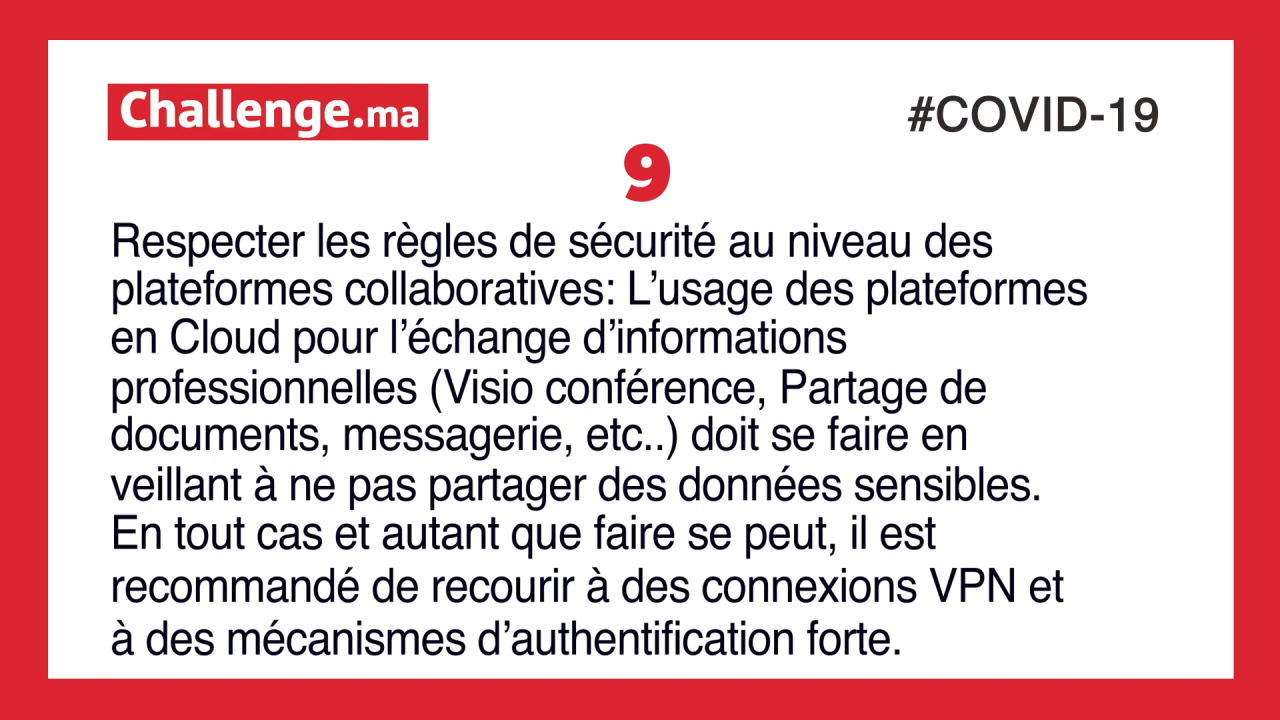 Challenge.ma
#COVID-19
9
Respecter les règles de sécurité au niveau des
plateformes collaboratives: L’usage des plateformes
en Cloud pour l’échange d’informations
professionnelles (Visio conférence, Partage de
documents, messagerie, etc..) doit se faire en
veillant à ne pas partager des données sensibles.
En tout cas et autant que faire se peut, il est
recommandé de recourir à des connexions VPN et
à des mécanismes d’authentification forte.